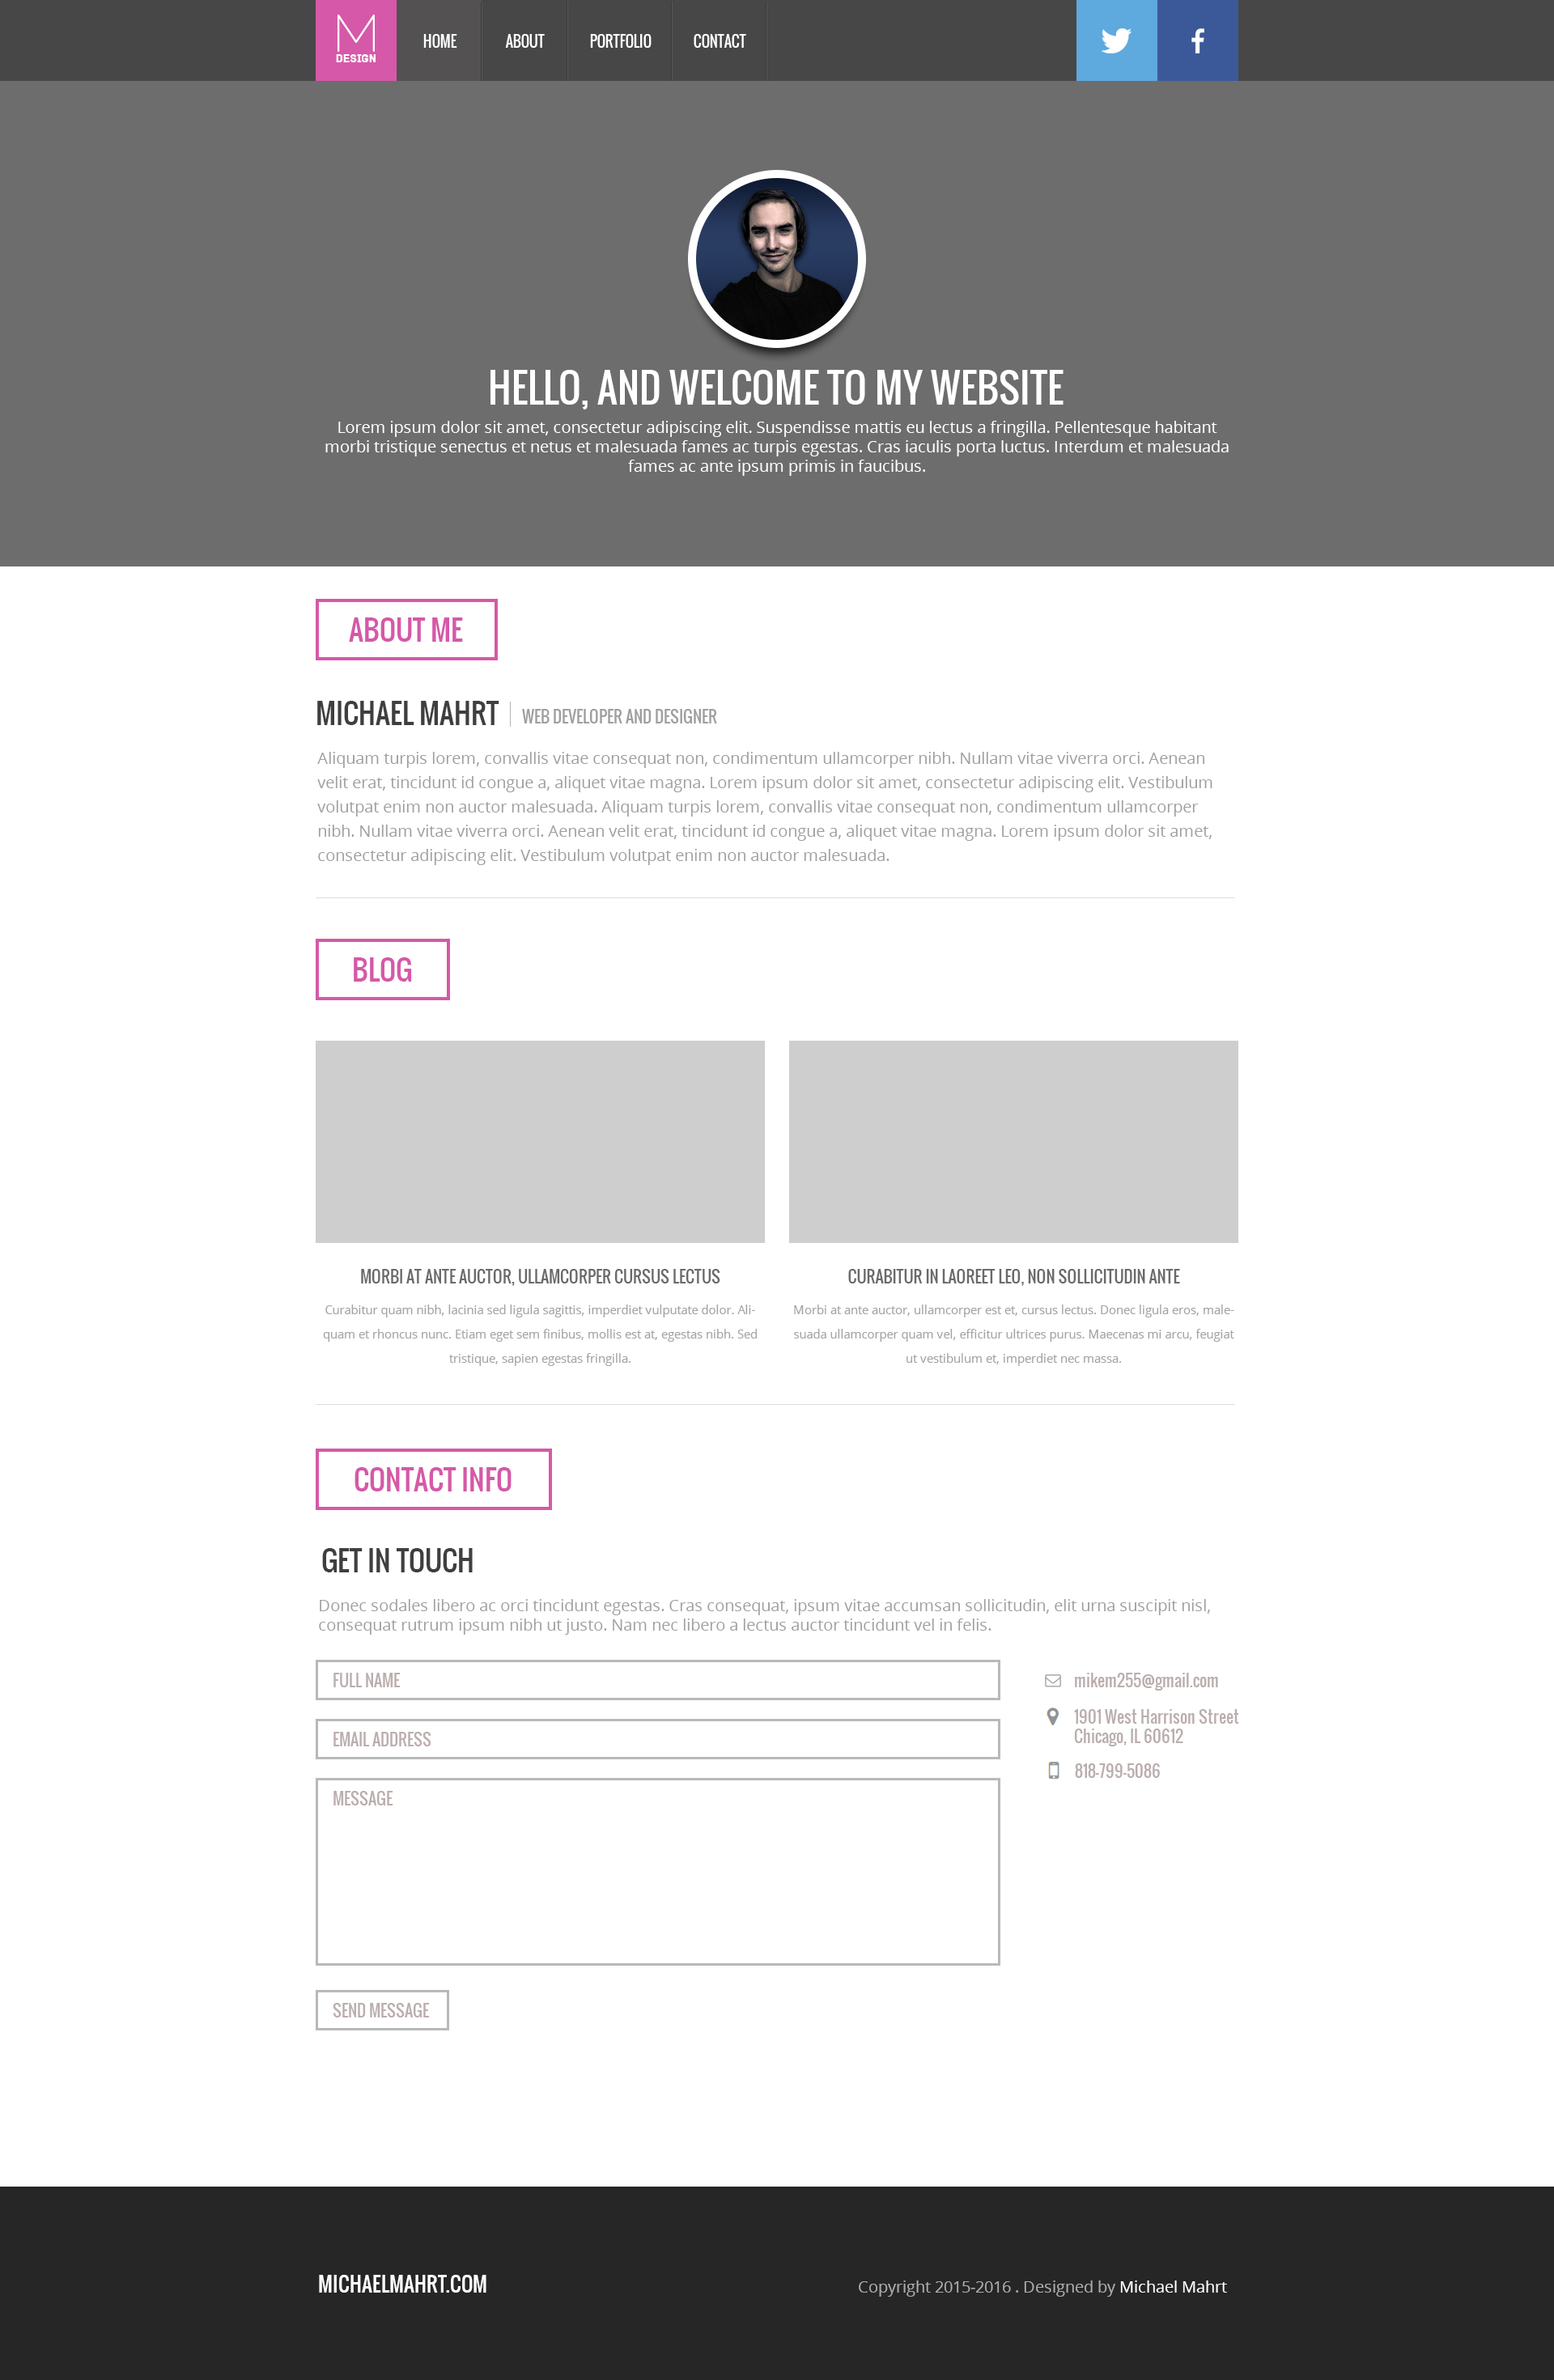 M
DESIGN
HOME
ABOUT
PORTFOLIO
CONTACT
HELLO, AND WELCOME TO MY WEBSITE
Lorem ipsum dolor sit amet, consectetur adipiscing elit. Suspendisse mattis eu lectus a fringilla. Pellentesque habitant
morbi tristique senectus et netus et malesuada fames ac turpis egestas. Cras iaculis porta luctus. Interdum et malesuada
fames ac ante ipsum primis in faucibus.
ABOUT ME
MICHAEL MAHRT
WEB DEVELOPER AND DESIGNER
Aliquam turpis lorem, convallis vitae consequat non, condimentum ullamcorper nibh. Nullam vitae viverra orci. Aenean
velit erat, tincidunt id congue a, aliquet vitae magna. Lorem ipsum dolor sit amet, consectetur adipiscing elit. Vestibulum
volutpat enim non auctor malesuada. Aliquam turpis lorem, convallis vitae consequat non, condimentum ullamcorper
nibh. Nullam vitae viverra orci. Aenean velit erat, tincidunt id congue a, aliquet vitae magna. Lorem ipsum dolor sit amet,
consectetur adipiscing elit. Vestibulum volutpat enim non auctor malesuada.
BLOG
MORBI AT ANTE AUCTOR, ULLAMCORPER CURSUS LECTUS
Curabitur quam nibh, lacinia sed ligula sagittis, imperdiet vulputate dolor. Ali-
quam et rhoncus nunc. Etiam eget sem finibus, mollis est at, egestas nibh. Sed
tristique, sapien egestas fringilla.
CURABITUR IN LAOREET LEO, NON SOLLICITUDIN ANTE
Morbi at ante auctor, ullamcorper est et, cursus lectus. Donec ligula eros, male-
suada ullamcorper quam vel, efficitur ultrices purus. Maecenas mi arcu, feugiat
ut vestibulum et, imperdiet nec massa.
CONTACT INFO
GET IN TOUCH
Donec sodales libero ac orci tincidunt egestas. Cras consequat, ipsum vitae accumsan sollicitudin, elit urna suscipit nisl,
consequat rutrum ipsum nibh ut justo. Nam nec libero a lectus auctor tincidunt vel in felis.
FULL NAME
EMAIL ADDRESS
MESSAGE
SEND MESSAGE
mikem255@gmail.com
1901 West Harrison Street
Chicago, IL 60612
818-799-5086
MICHAELMAHRT.COM
Copyright 2015-2016 . Designed by Michael Mahrt